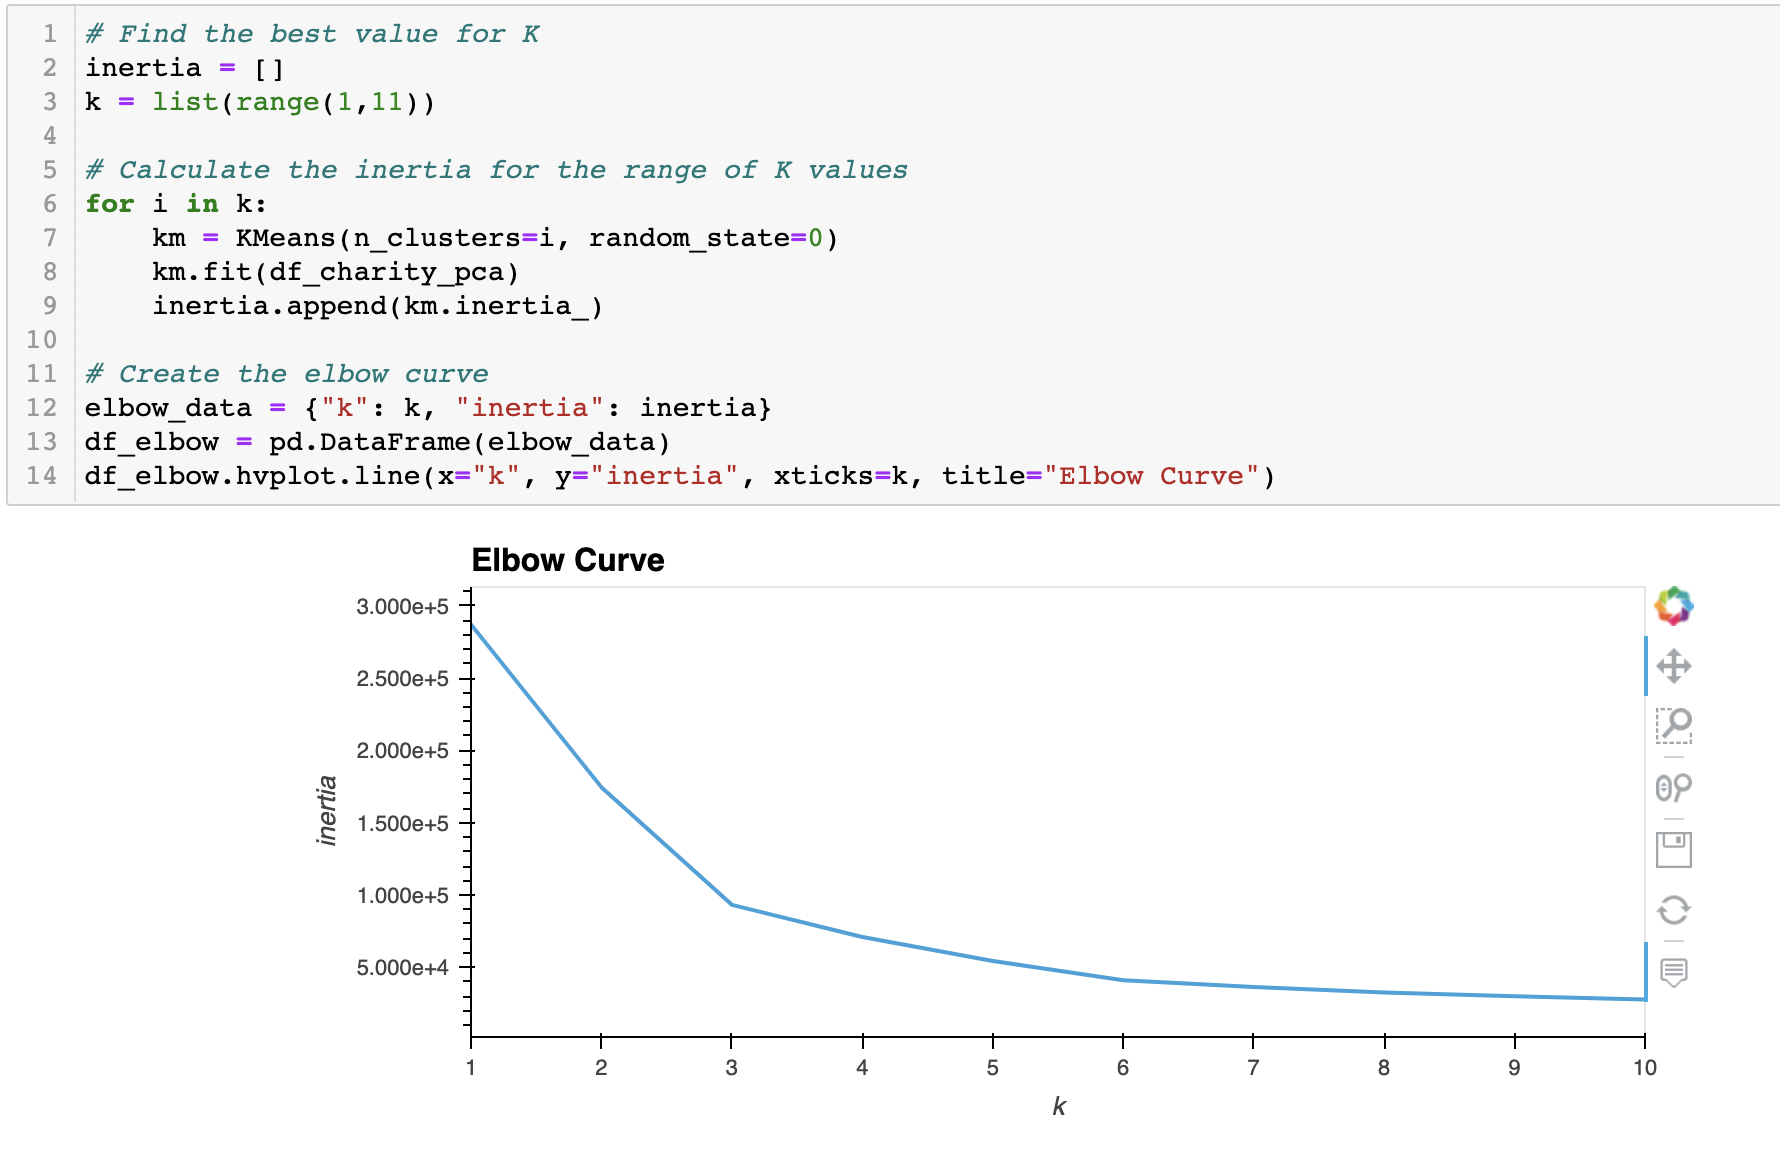 1 # Find the best value for K
2 inertia = []
3 k = list(range(1,11))
4
5 # Calculate the inertia for the range of K values
6 for i in k:
7     km = KMeans(n_clusters=i, random_state=0)
8     km.fit(df_charity_pca)
9     inertia.append(km.inertia_)
10
11 # Create the elbow curve
12 elbow_data = {"k": k, "inertia": inertia}
13 df_elbow = pd.DataFrame(elbow_data)
14 df_elbow.hvplot.line(x="k", y="inertia", xticks=k, title="Elbow Curve")
Elbow Curve
3.000e+5
2.500e+5
2.000e+5
1.500e+5
1.000e+5
5.000e+4
inertia
1 2 3 4 5 6 7 8 9 10
k